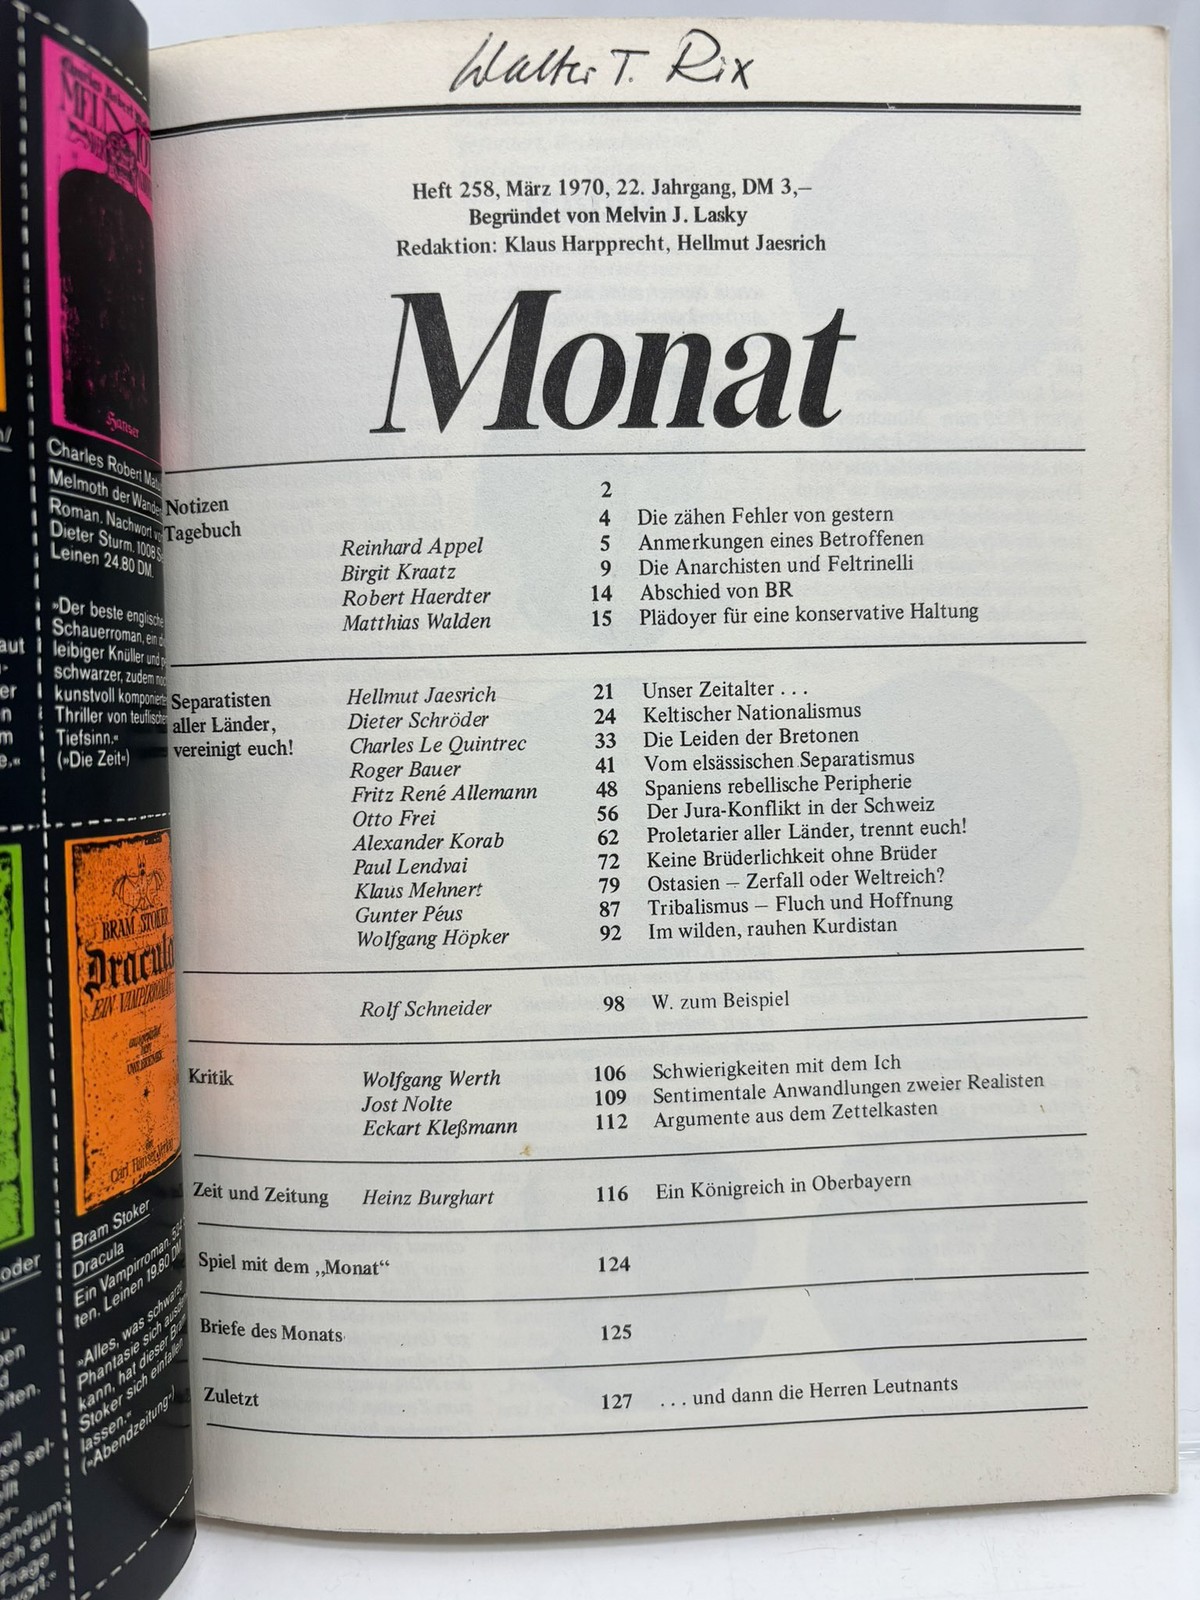 Walter T. Rix
Heft 258, März 1970, 22. Jahrgang, DM 3,–
Begründet von Melvin J. Lasky
Redaktion: Klaus Harpprecht, Hellmut Jaesrich
Monat
Notizen 2
Tagebuch 4 Die zähen Fehler von gestern
Reinhard Appel 5 Anmerkungen eines Betroffenen
Birgit Kraatz 9 Die Anarchisten und Feltrinelli
Robert Haerdter 14 Abschied von BR
Matthias Walden 15 Plädoyer für eine konservative Haltung
Separatisten Hellmut Jaesrich 21 Unser Zeitalter . . .
aller Länder, Dieter Schröder 24 Keltischer Nationalismus
vereinigt euch! Charles Le Quintrec 33 Die Leiden der Bretonen
Roger Bauer 41 Vom elsässischen Separatismus
Fritz René Allemann 48 Spaniens rebellische Peripherie
Otto Frei 56 Der Jura-Konflikt in der Schweiz
Alexander Korab 62 Proletarier aller Länder, trennt euch!
Paul Lendvai 72 Keine Brüderlichkeit ohne Brüder
Klaus Mehnert 79 Ostasien – Zerfall oder Weltreich?
Gunter Péus 87 Tribalismus – Fluch und Hoffnung
Wolfgang Höpker 92 Im wilden, rauhen Kurdistan
Rolf Schneider 98 W. zum Beispiel
Kritik Wolfgang Werth 106 Schwierigkeiten mit dem Ich
Jost Nolte 109 Sentimentale Anwandlungen zweier Realisten
Eckart Kleßmann 112 Argumente aus dem Zettelkasten
Zeit und Zeitung Heinz Burghart 116 Ein Königreich in Oberbayern
Spiel mit dem „Monat“ 124
Briefe des Monats 125
Zuletzt 127 . . . und dann die Herren Leutnants
Hanser
Charles Robert
Melmoth der
Roman. Nachwort
Dieter Sturm. 1008
Leinen 24.80 DM.
»Der beste englische
Schauerroman, ein
leibiger Knüller und
schwarzer, zudem
kunstvoll
Thriller von
Tiefsinn.«
(»Die Zeit«)
BRAM STOKER
Dracula
EIN VAMPIRROMAN
Carl Hanser Verlag
Bram Stoker
Dracula
Ein Vampirroman.
ten. Leinen 19.80 DM
»Alles, was schwarze
Phantasie sich
kann, hat dieser
Stoker sich einfallen
lassen.«
(»Abendzeitung«)